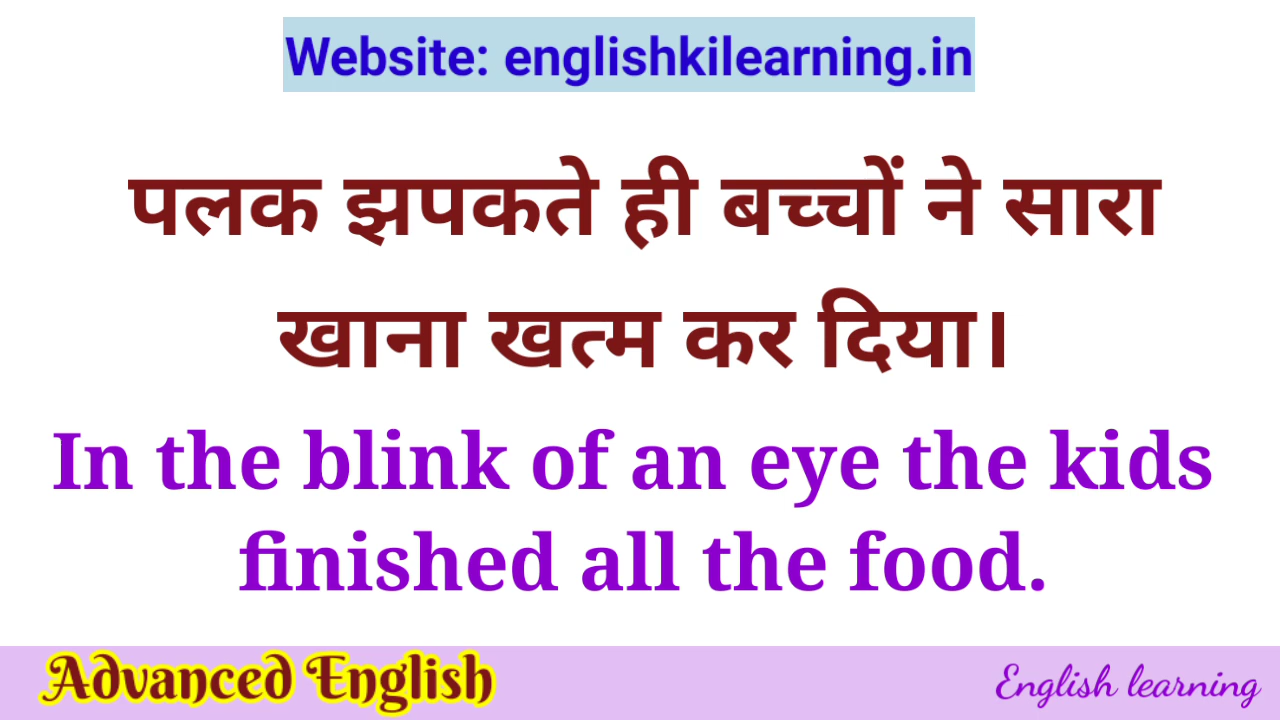 Website: englishkilearning.in
पलक झपकते ही बच्चों ने सारा
खाना खत्म कर दिया।
In the blink of an eye the kids
finished all the food.
Advanced English
English learning